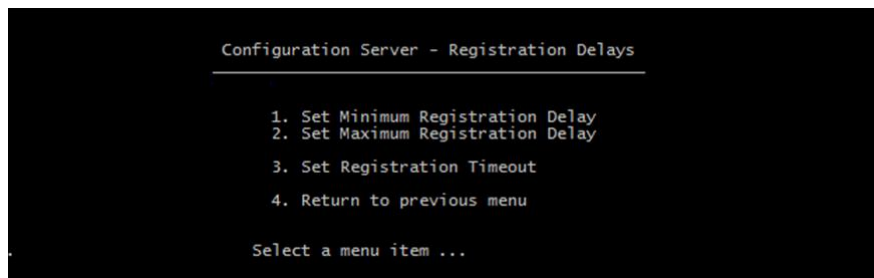 Configuration Server - Registration Delays
1. Set Minimum Registration Delay
2. Set Maximum Registration Delay
3. Set Registration Timeout
4. Return to previous menu
Select a menu item ...